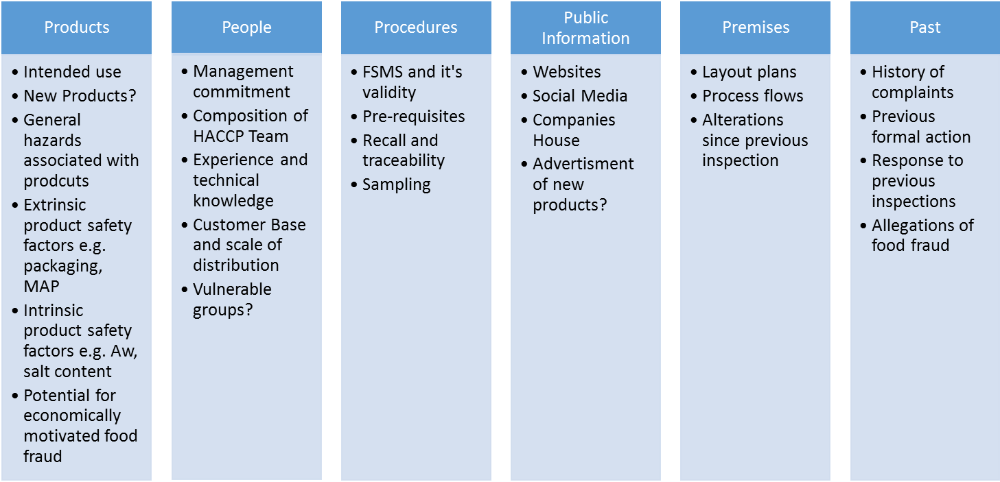 Products
• Intended use
• New Products?
• General
hazards
associated with
prodcuts
• Extrinsic
product safety
factors e.g.
packaging,
MAP
• Intrinsic
product safety
factors e.g. Aw,
salt content
• Potential for
economically
motivated food
fraud
People
• Management
commitment
• Composition of
HACCP Team
• Experience and
technical
knowledge
• Customer Base
and scale of
distribution
• Vulnerable
groups?
Procedures
• FSMS and it's
validity
• Pre-requisites
• Recall and
traceability
• Sampling
Public
Information
• Websites
• Social Media
• Companies
House
• Advertisment
of new
products?
Premises
• Layout plans
• Process flows
• Alterations
since previous
inspection
Past
• History of
complaints
• Previous
formal action
• Response to
previous
inspections
• Allegations of
food fraud